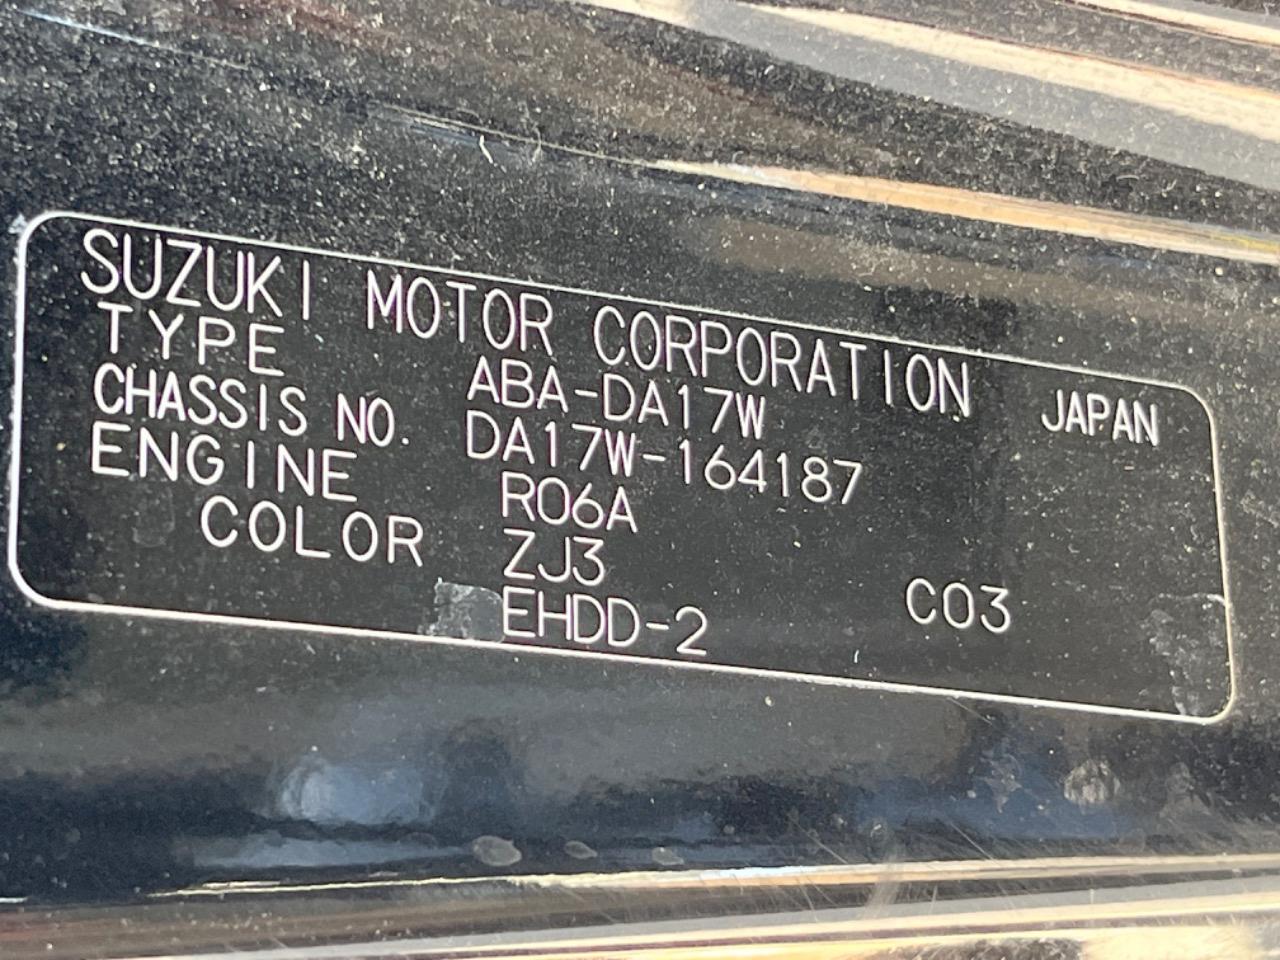 SUZUKI MOTOR CORPORATION JAPAN
TYPE ABA-DA17W
CHASSIS NO. DA17W-164187
ENGINE R06A
COLOR ZJ3 C03
EHDD-2